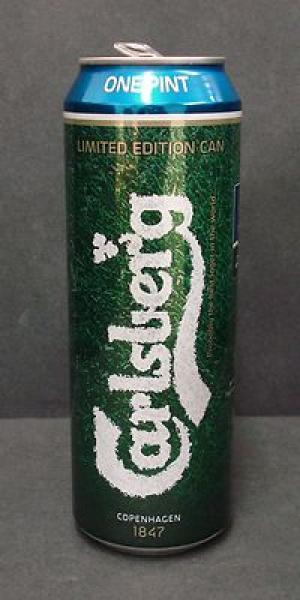 ONE PINT
LIMITED EDITION CAN
Carlsberg
COPENHAGEN
1847